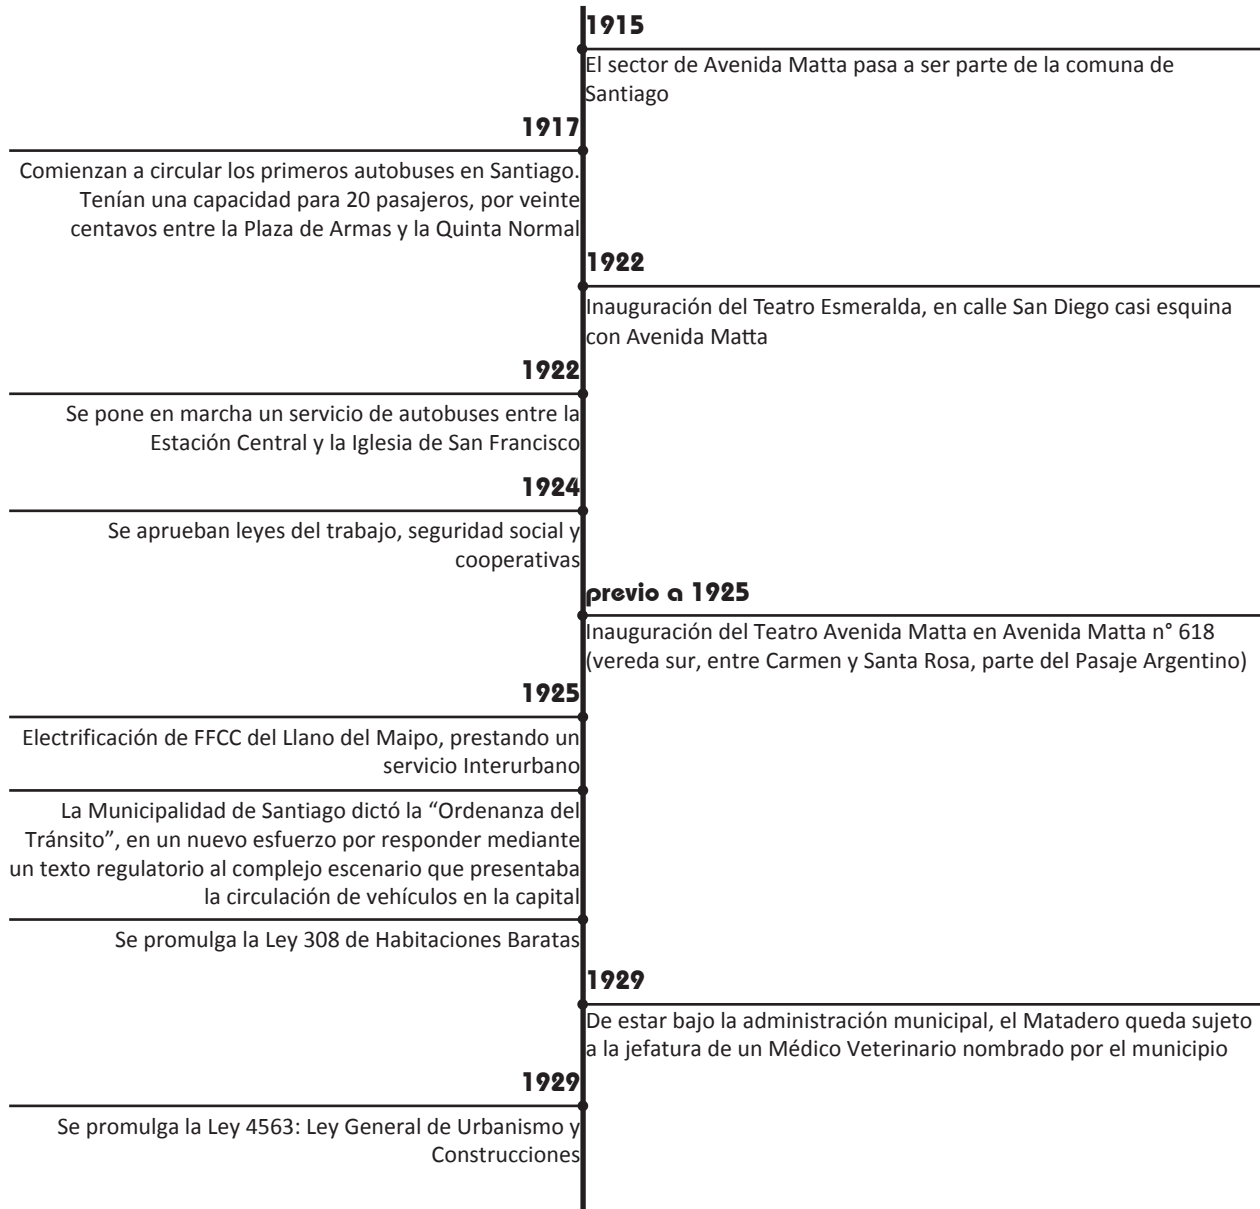 1915
El sector de Avenida Matta pasa a ser parte de la comuna de
Santiago
1917
Comienzan a circular los primeros autobuses en Santiago.
Tenían una capacidad para 20 pasajeros, por veinte
centavos entre la Plaza de Armas y la Quinta Normal
1922
Inauguración del Teatro Esmeralda, en calle San Diego casi esquina
con Avenida Matta
1922
Se pone en marcha un servicio de autobuses entre la
Estación Central y la Iglesia de San Francisco
1924
Se aprueban leyes del trabajo, seguridad social y
cooperativas
previo a 1925
Inauguración del Teatro Avenida Matta en Avenida Matta n° 618
(vereda sur, entre Carmen y Santa Rosa, parte del Pasaje Argentino)
1925
Electrificación de FFCC del Llano del Maipo, prestando un
servicio Interurbano
La Municipalidad de Santiago dictó la “Ordenanza del
Tránsito”, en un nuevo esfuerzo por responder mediante
un texto regulatorio al complejo escenario que presentaba
la circulación de vehículos en la capital
Se promulga la Ley 308 de Habitaciones Baratas
1929
De estar bajo la administración municipal, el Matadero queda sujeto
a la jefatura de un Médico Veterinario nombrado por el municipio
1929
Se promulga la Ley 4563: Ley General de Urbanismo y
Construcciones